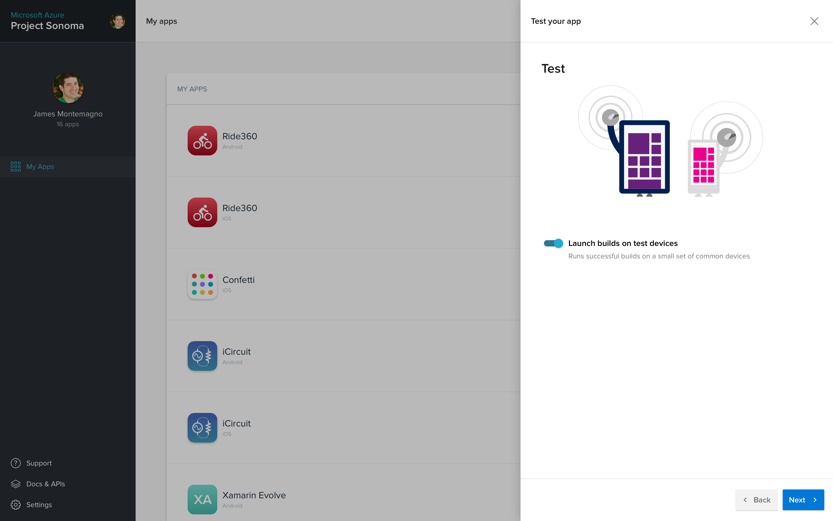 Microsoft Azure
Project Sonoma
James Montemagno
16 apps
My Apps
Support
Docs & APIs
Settings
My apps
MY APPS
Ride360
Android
Ride360
iOS
Confetti
iOS
iCircuit
Android
iCircuit
iOS
XA
Xamarin Evolve
Android
Test your app
Test
Launch builds on test devices
Runs successful builds on a small set of common devices
Back
Next